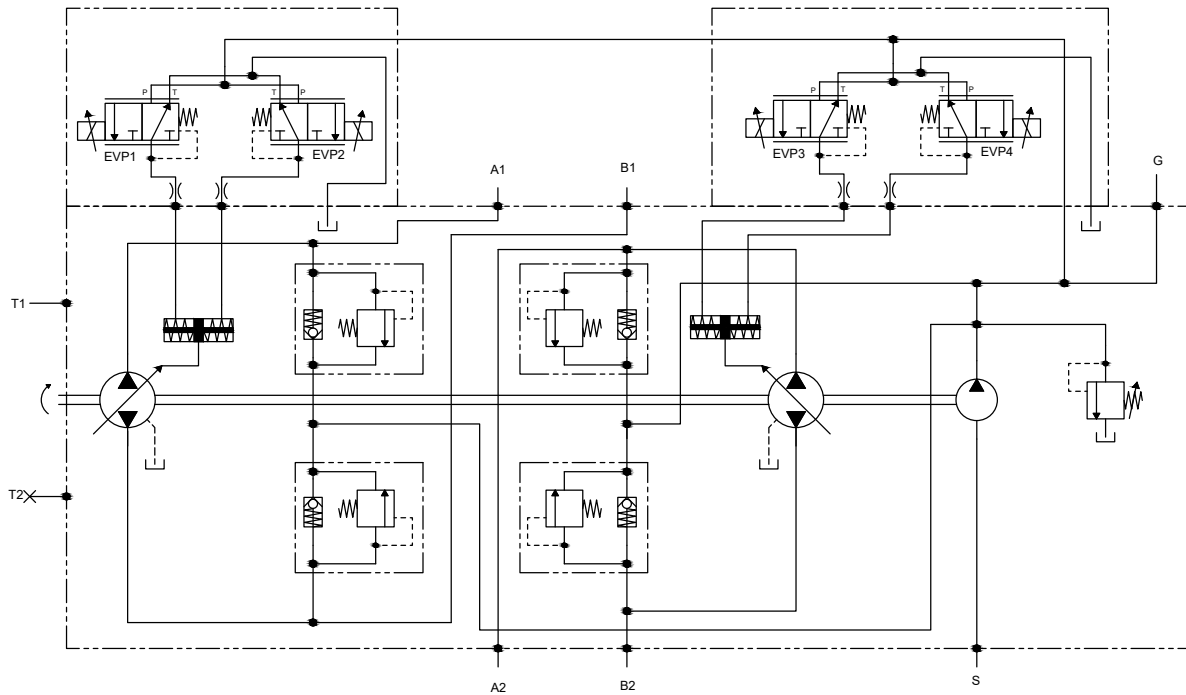 P T T P
P T T P
EVP1 EVP2
EVP3 EVP4
A1 B1 G
T1
T2
A2 B2 S